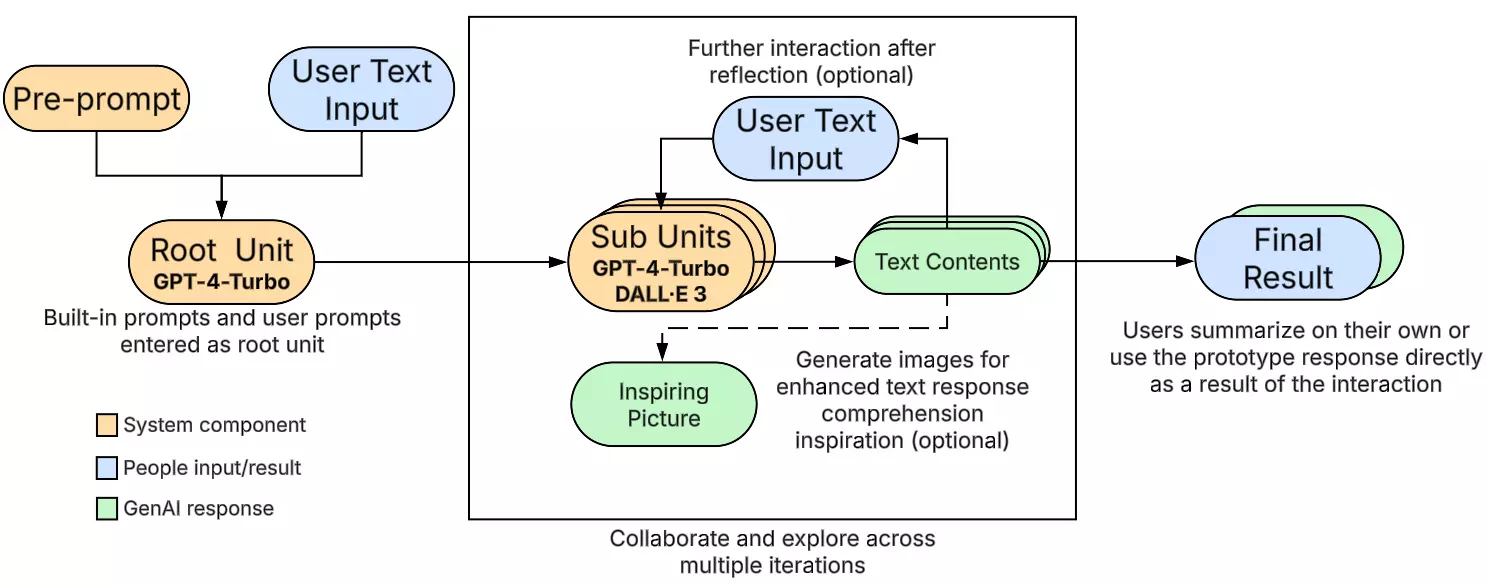 Pre-prompt
User Text
Input
Root Unit
GPT-4-Turbo
Built-in prompts and user prompts
entered as root unit
System component
People input/result
GenAI response
Further interaction after
reflection (optional)
User Text
Input
Sub Units
GPT-4-Turbo
DALL·E 3
Text Contents
Inspiring
Picture
Generate images for
enhanced text response
comprehension
inspiration (optional)
Collaborate and explore across
multiple iterations
Final
Result
Users summarize on their own or
use the prototype response directly
as a result of the interaction